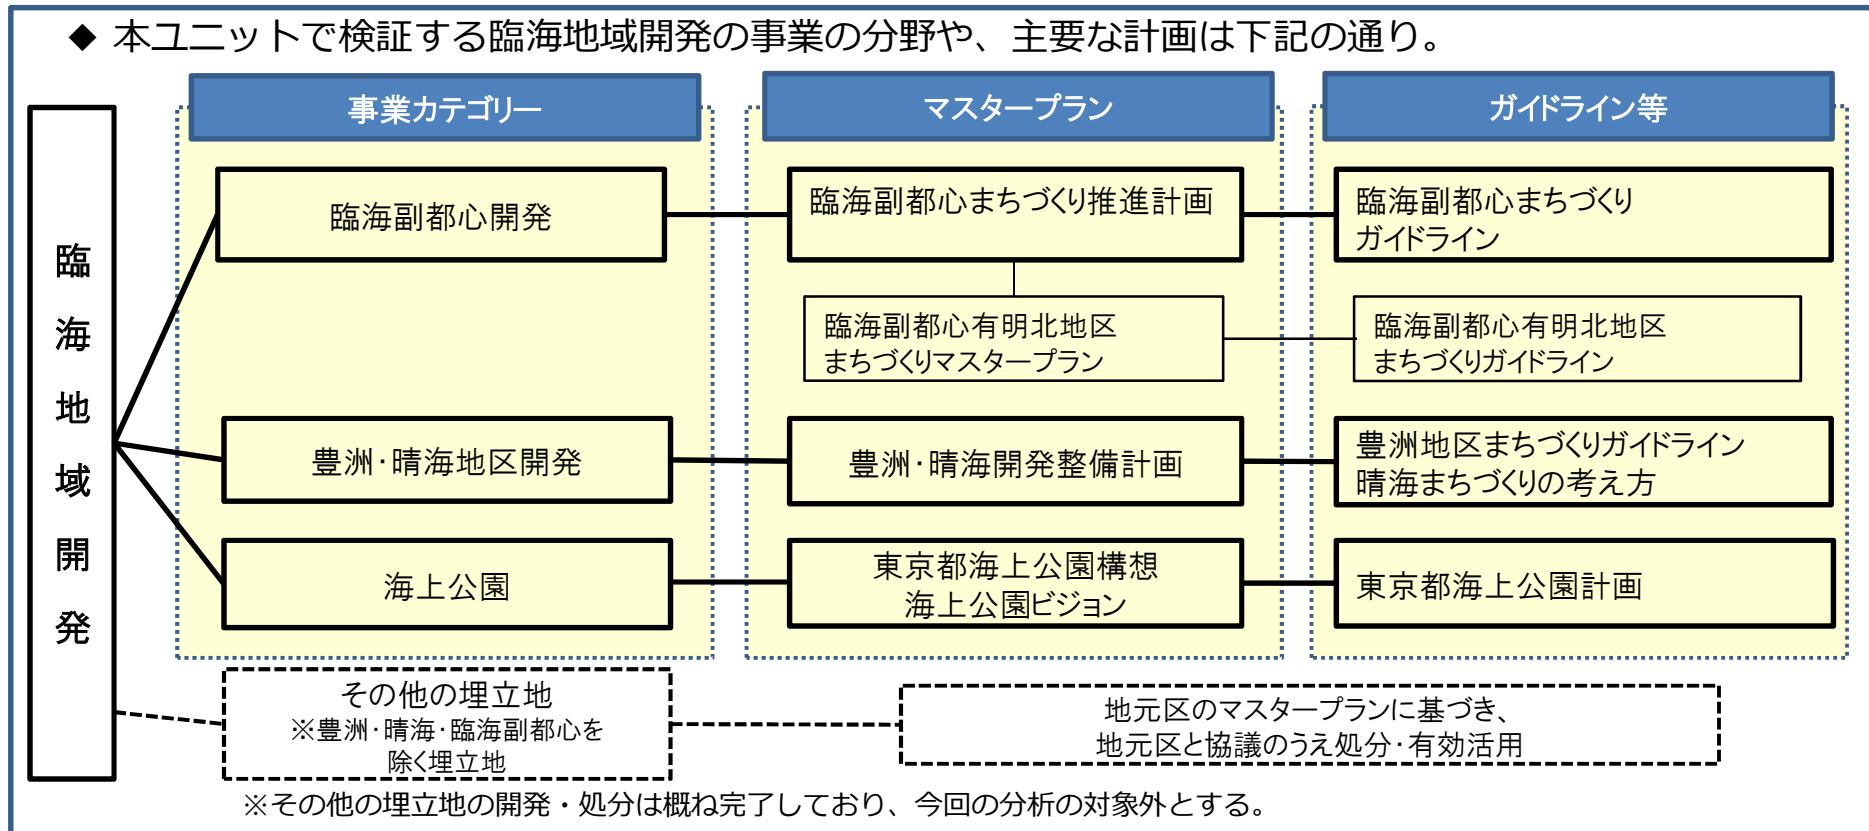 ◆ 本ユニットで検証する臨海地域開発の事業の分野や、主要な計画は下記の通り。
事業カテゴリー
マスタープラン
ガイドライン等
臨海地域開発
臨海副都心開発
臨海副都心まちづくり推進計画
臨海副都心まちづくり
ガイドライン
臨海副都心有明北地区
まちづくりマスタープラン
臨海副都心有明北地区
まちづくりガイドライン
豊洲・晴海地区開発
豊洲・晴海開発整備計画
豊洲地区まちづくりガイドライン
晴海まちづくりの考え方
海上公園
東京都海上公園構想
海上公園ビジョン
東京都海上公園計画
その他の埋立地
※豊洲・晴海・臨海副都心を
除く埋立地
地元区のマスタープランに基づき、
地元区と協議のうえ処分・有効活用
※その他の埋立地の開発・処分は概ね完了しており、今回の分析の対象外とする。